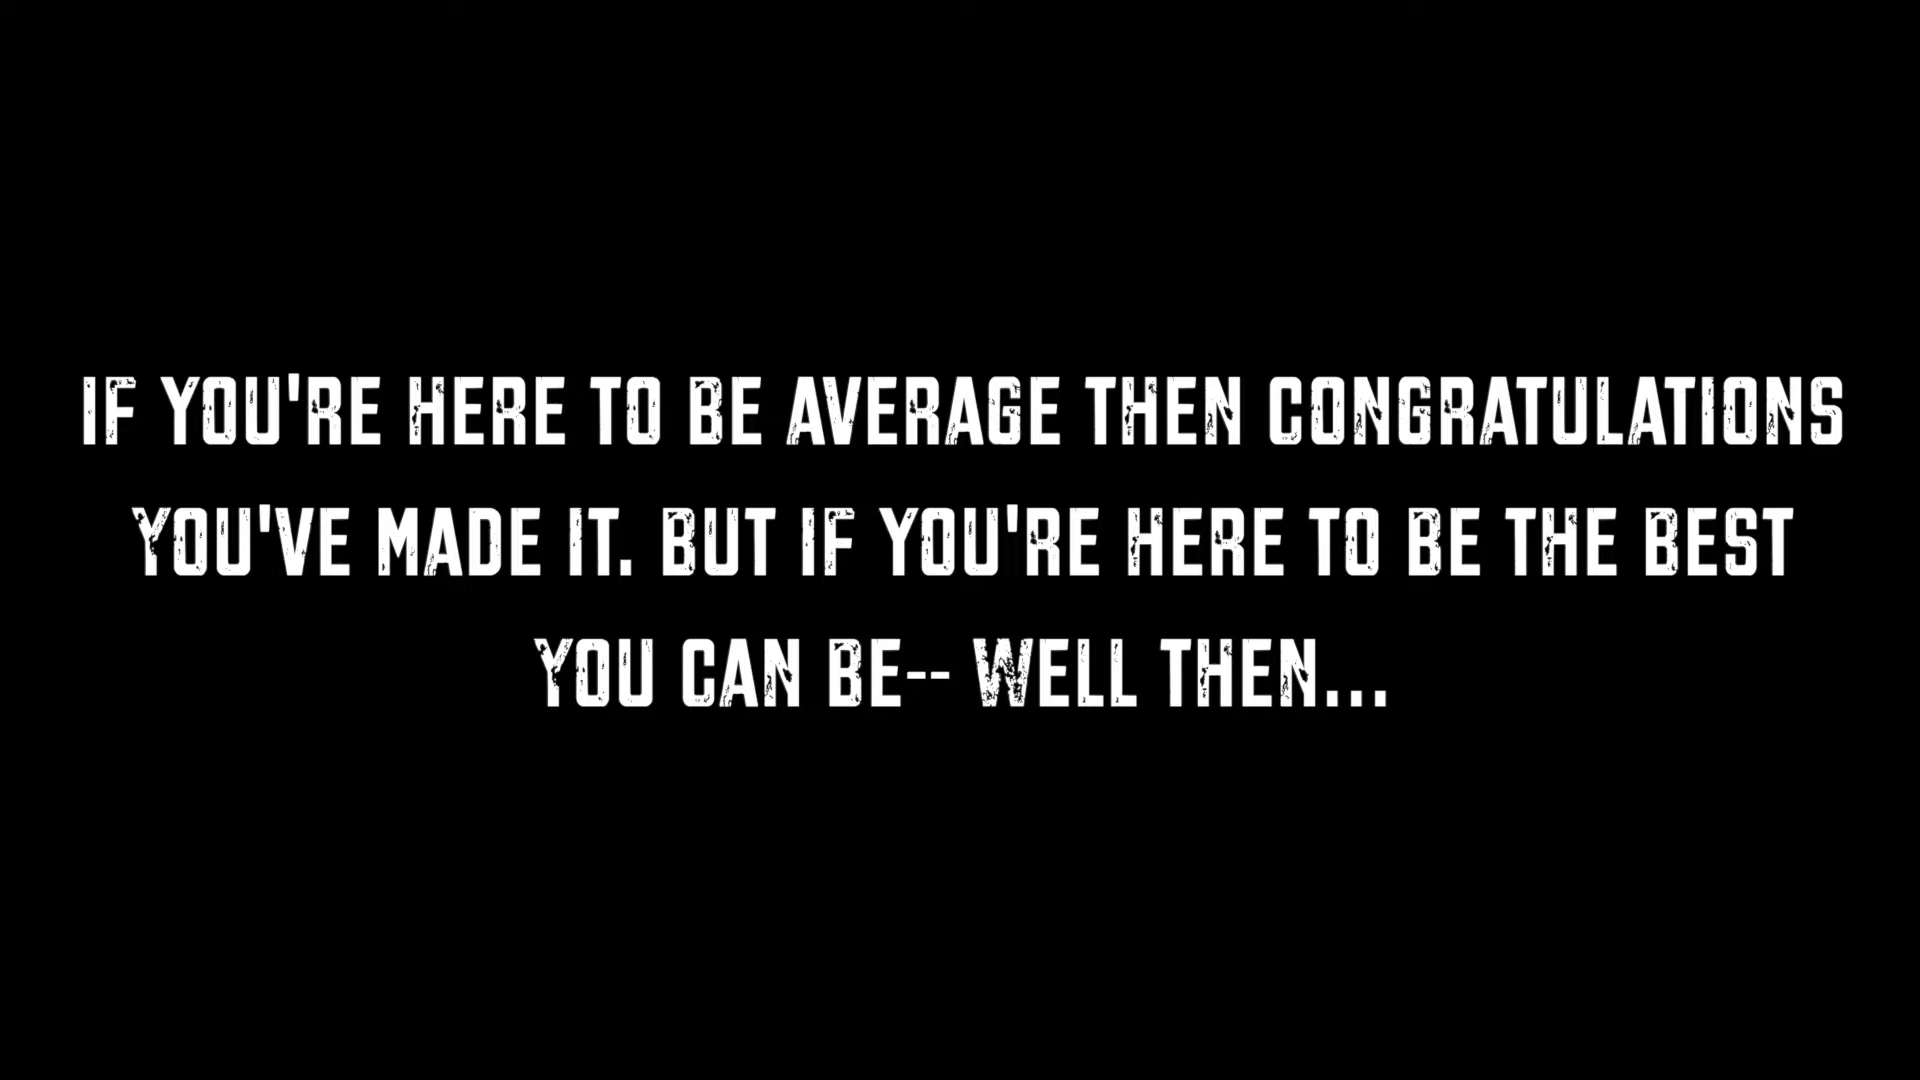 IF YOU'RE HERE TO BE AVERAGE THEN CONGRATULATIONS
YOU'VE MADE IT. BUT IF YOU'RE HERE TO BE THE BEST
YOU CAN BE-- WELL THEN...